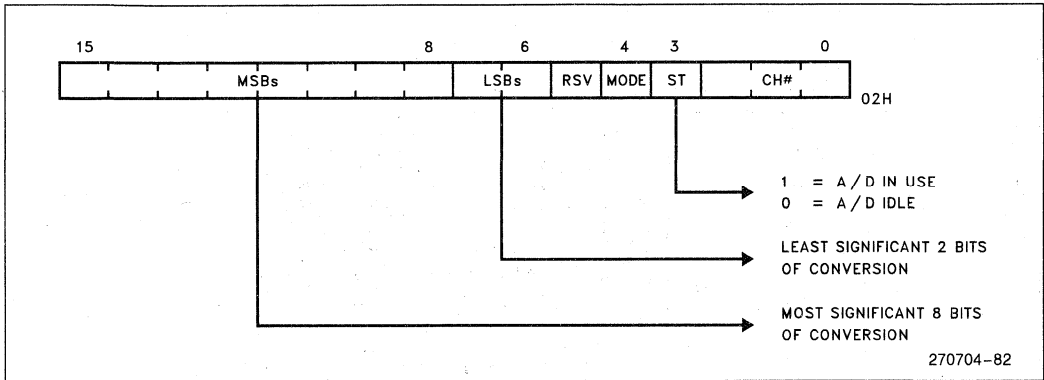 15 8 6 4 3 0
MSBs LSBs RSV MODE ST CH#
02H
1 = A/D IN USE
0 = A/D IDLE
LEAST SIGNIFICANT 2 BITS
OF CONVERSION
MOST SIGNIFICANT 8 BITS
OF CONVERSION
270704-82